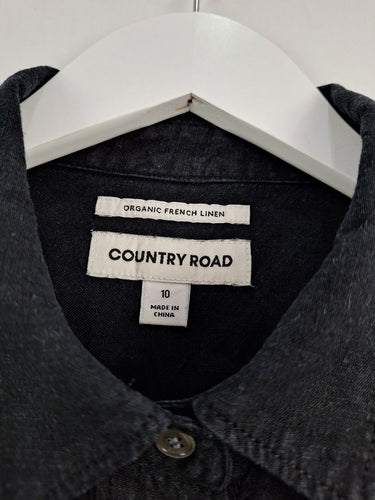 ORGANIC FRENCH LINEN
COUNTRY ROAD
10
MADE IN
CHINA